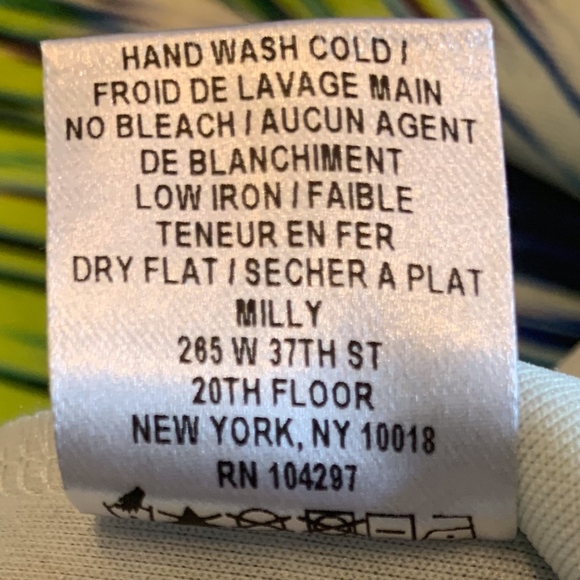 HAND WASH COLD /
FROID DE LAVAGE MAIN
NO BLEACH / AUCUN AGENT
DE BLANCHIMENT
LOW IRON / FAIBLE
TENEUR EN FER
DRY FLAT / SECHER A PLAT
MILLY
265 W 37TH ST
20TH FLOOR
NEW YORK, NY 10018
RN 104297